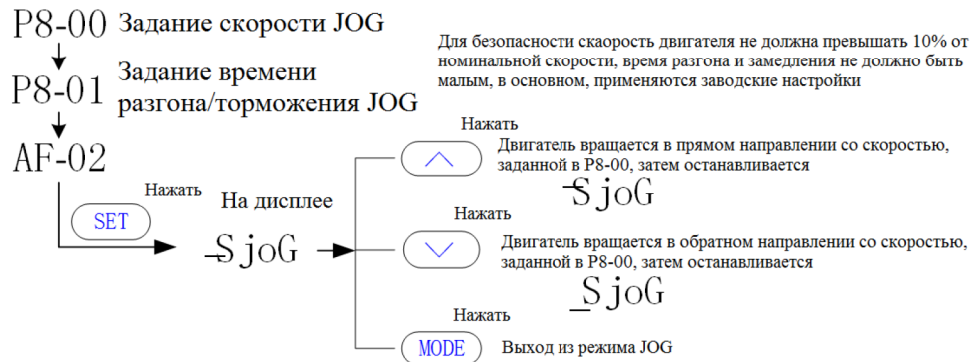 P8-00 Задание скорости JOG
Для безопасности скаорость двигателя не должна превышать 10% от
номинальной скорости, время разгона и замедления не должно быть
малым, в основном, применяются заводские настройки
P8-01 Задание времени
разгона/торможения JOG
AF-02
Нажать
SET
На дисплее
SjoG
Нажать
Двигатель вращается в прямом направлении со скоростью,
заданной в P8-00, затем останавливается
SjoG
Нажать
Двигатель вращается в обратном направлении со скоростью,
заданной в P8-00, затем останавливается
SjoG
Нажать
MODE
Выход из режима JOG